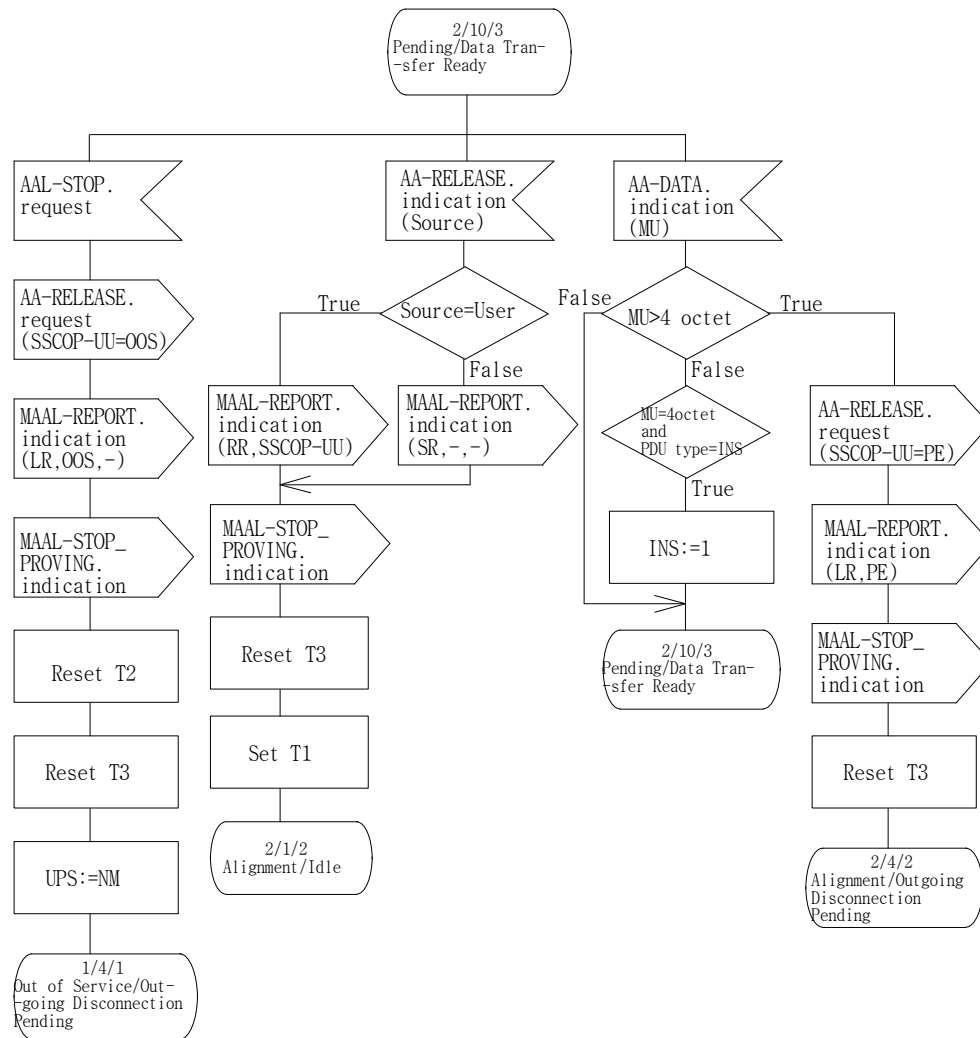 2/10/3
Pending/Data Tran-
-sfer Ready
AAL-STOP.
request
AA-RELEASE.
indication
(Source)
AA-DATA.
indication
(MU)
AA-RELEASE.
request
(SSCOP-UU=OOS)
True
Source=User
False
False
MU>4 octet
True
False
MAAL-REPORT.
indication
(LR,OOS,-)
MAAL-REPORT.
indication
(RR,SSCOP-UU)
MAAL-REPORT.
indication
(SR,-,-)
MU=4octet
and
PDU type=INS
True
AA-RELEASE.
request
(SSCOP-UU=PE)
MAAL-STOP_
PROVING.
indication
MAAL-STOP_
PROVING.
indication
INS:=1
MAAL-REPORT.
indication
(LR,PE)
Reset T2
Reset T3
2/10/3
Pending/Data Tran-
-sfer Ready
MAAL-STOP_
PROVING.
indication
Reset T3
Set T1
Reset T3
UPS:=NM
2/1/2
Alignment/Idle
2/4/2
Alignment/Outgoing
Disconnection
Pending
1/4/1
Out of Service/Out-
-going Disconnection
Pending